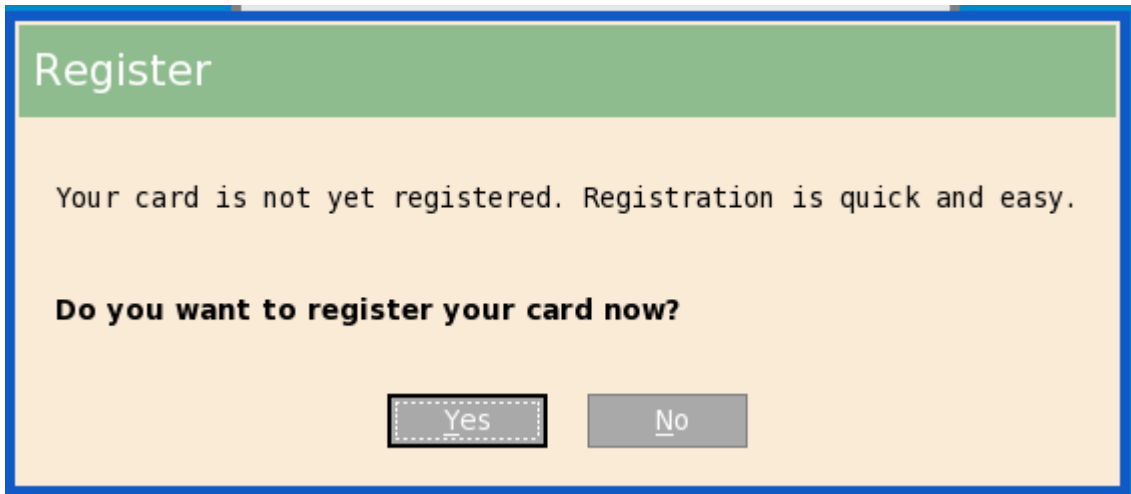 Register
Your card is not yet registered. Registration is quick and easy.
Do you want to register your card now?
Yes
No